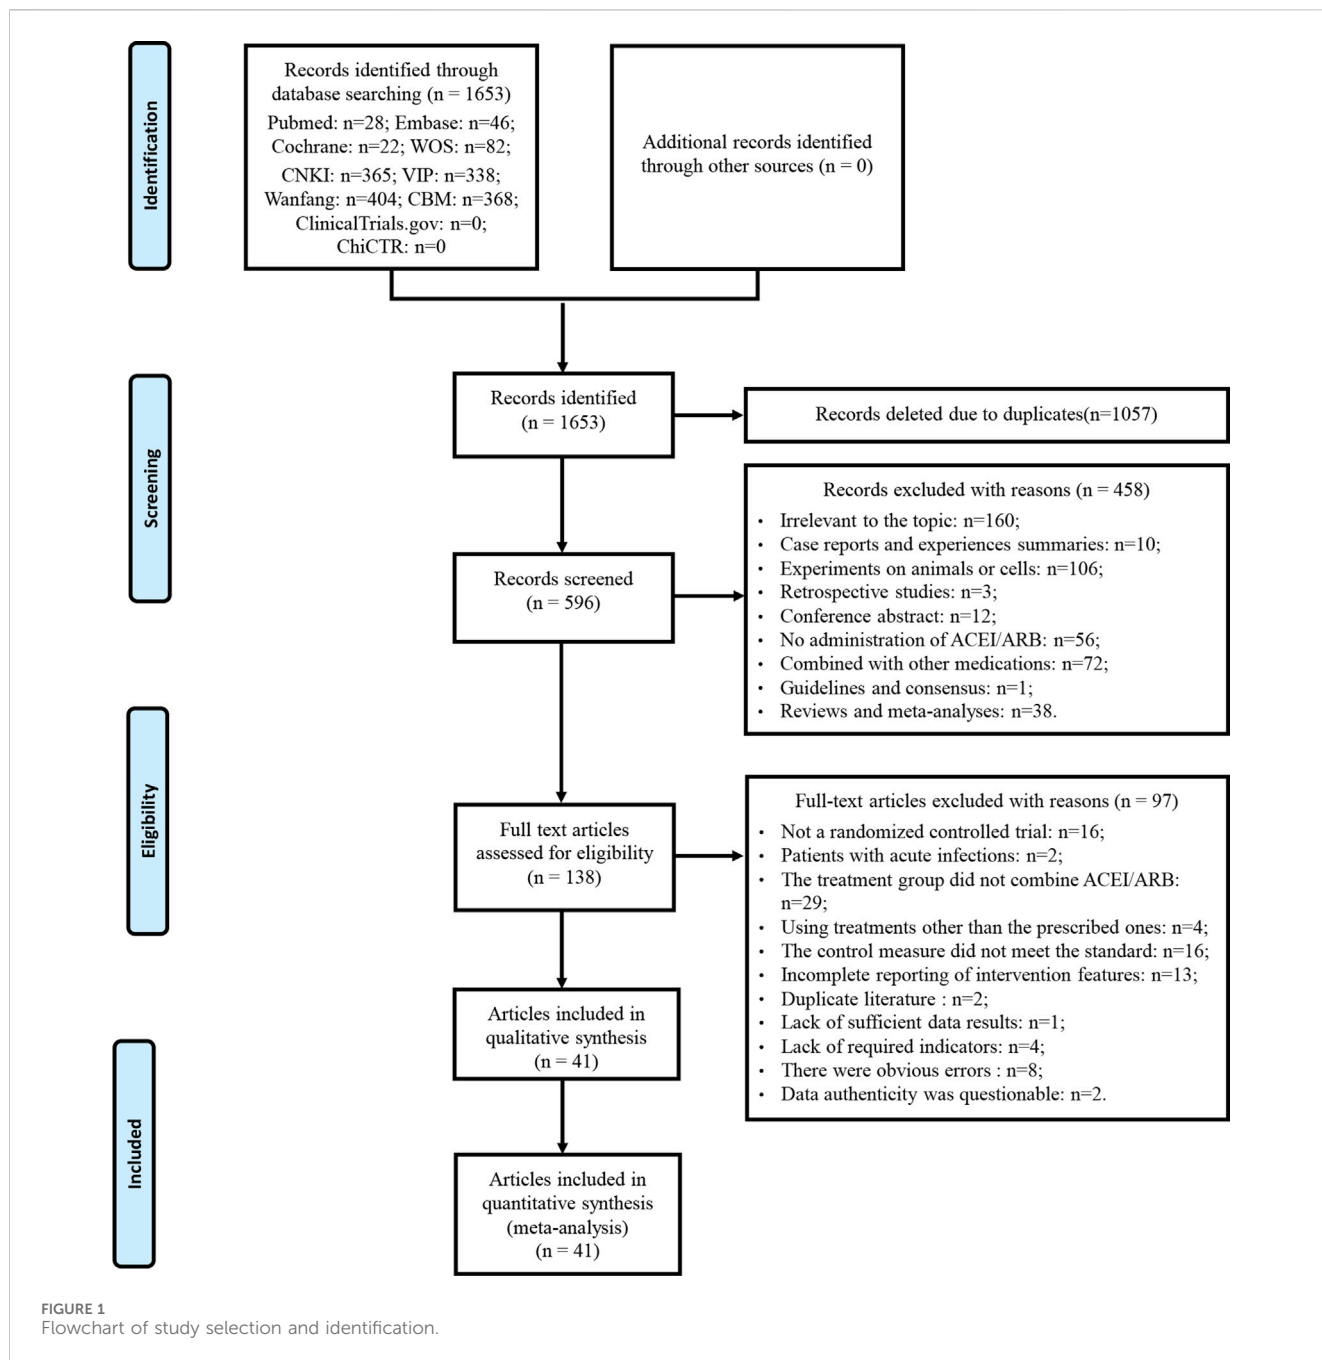 Identification
Records identified through
database searching (n = 1653)
Pubmed: n=28; Embase: n=46;
Cochrane: n=22; WOS: n=82;
CNKI: n=365; VIP: n=338;
Wanfang: n=404; CBM: n=368;
ClinicalTrials.gov: n=0;
ChiCTR: n=0
Additional records identified
through other sources (n = 0)
Screening
Records identified
(n = 1653)
Records deleted due to duplicates(n=1057)
Records screened
(n = 596)
Records excluded with reasons (n = 458)
• Irrelevant to the topic: n=160;
• Case reports and experiences summaries: n=10;
• Experiments on animals or cells: n=106;
• Retrospective studies: n=3;
• Conference abstract: n=12;
• No administration of ACEI/ARB: n=56;
• Combined with other medications: n=72;
• Guidelines and consensus: n=1;
• Reviews and meta-analyses: n=38.
Eligibility
Full text articles
assessed for eligibility
(n = 138)
Full-text articles excluded with reasons (n = 97)
• Not a randomized controlled trial: n=16;
• Patients with acute infections: n=2;
• The treatment group did not combine ACEI/ARB:
n=29;
• Using treatments other than the prescribed ones: n=4;
• The control measure did not meet the standard: n=16;
• Incomplete reporting of intervention features: n=13;
• Duplicate literature : n=2;
• Lack of sufficient data results: n=1;
• Lack of required indicators: n=4;
• There were obvious errors : n=8;
• Data authenticity was questionable: n=2.
Included
Articles included in
qualitative synthesis
(n = 41)
Articles included in
quantitative synthesis
(meta-analysis)
(n = 41)
FIGURE 1
Flowchart of study selection and identification.